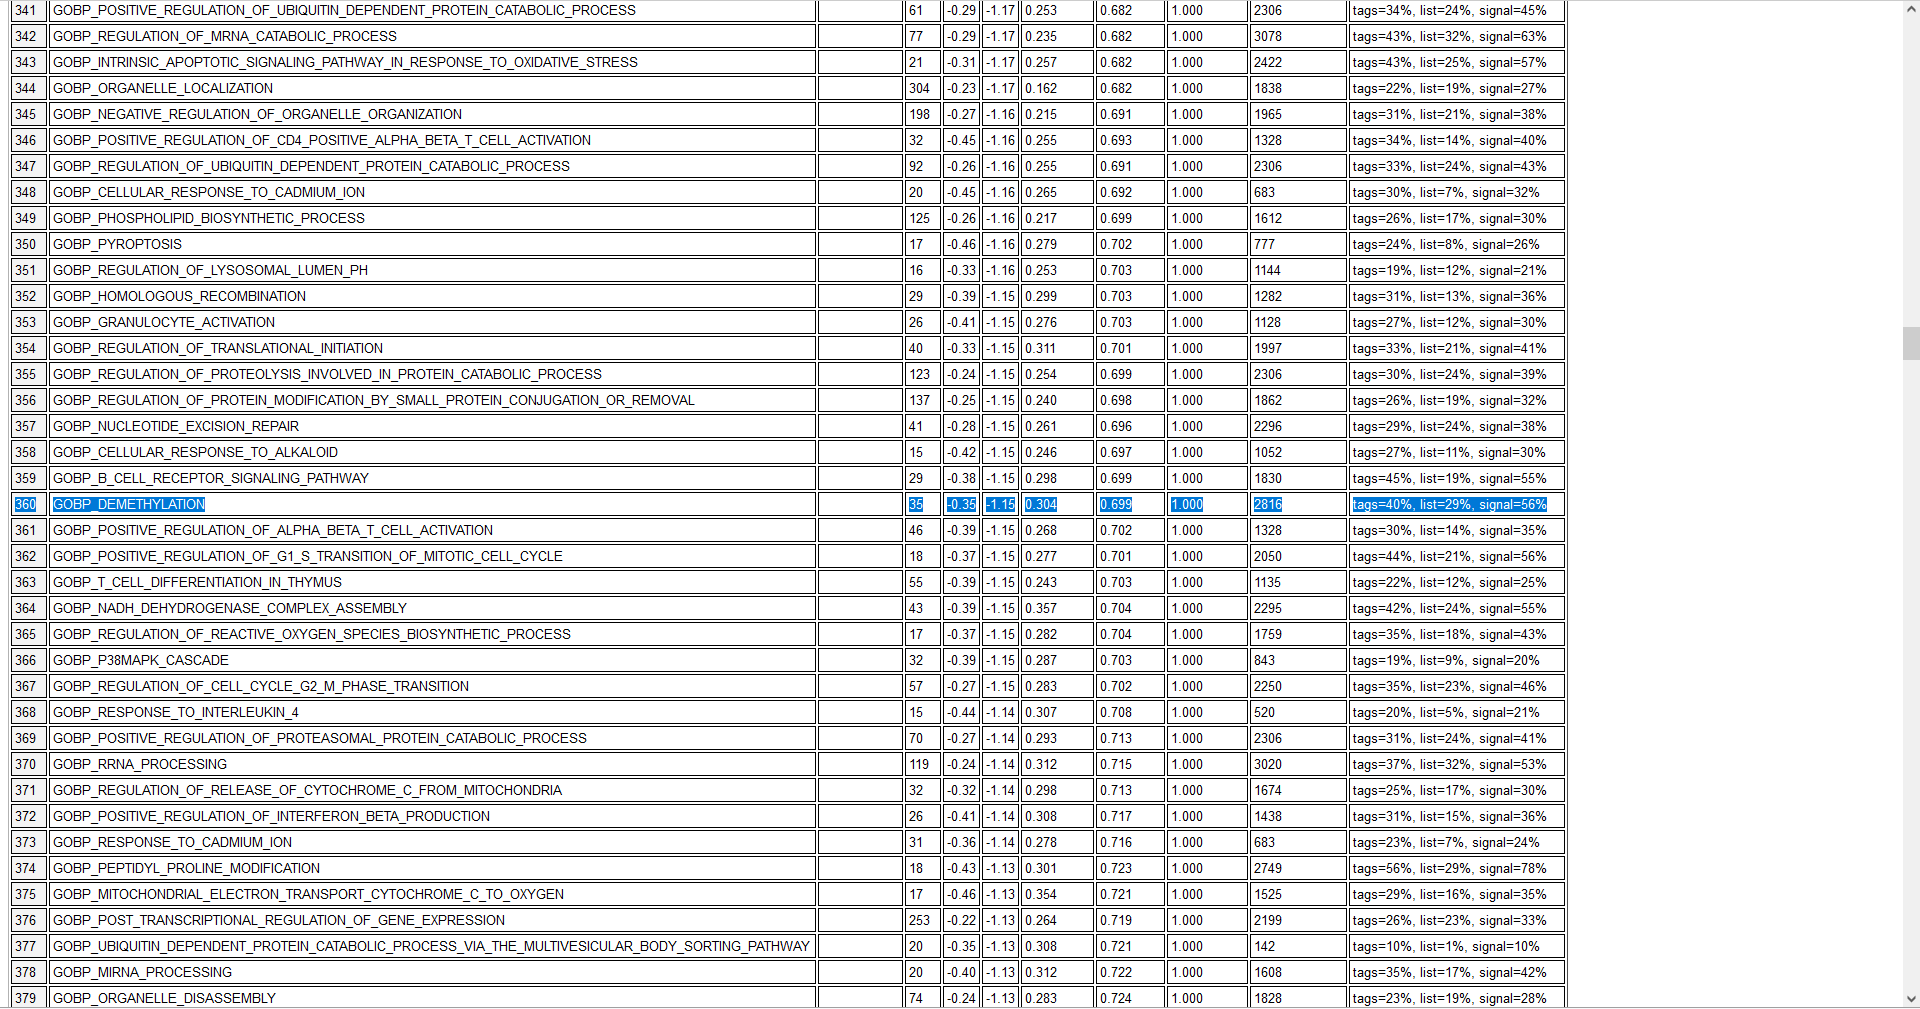 341 GOBP_POSITIVE_REGULATION_OF_UBIQUITIN_DEPENDENT_PROTEIN_CATABOLIC_PROCESS 61 -0.29 -1.17 0.253 0.682 1.000 2306 tags=34%, list=24%, signal=45%
342 GOBP_REGULATION_OF_MRNA_CATABOLIC_PROCESS 77 -0.29 -1.17 0.235 0.682 1.000 3078 tags=43%, list=32%, signal=63%
343 GOBP_INTRINSIC_APOPTOTIC_SIGNALING_PATHWAY_IN_RESPONSE_TO_OXIDATIVE_STRESS 21 -0.31 -1.17 0.257 0.682 1.000 2422 tags=43%, list=25%, signal=57%
344 GOBP_ORGANELLE_LOCALIZATION 304 -0.23 -1.17 0.162 0.682 1.000 1838 tags=22%, list=19%, signal=27%
345 GOBP_NEGATIVE_REGULATION_OF_ORGANELLE_ORGANIZATION 198 -0.27 -1.16 0.215 0.691 1.000 1965 tags=31%, list=21%, signal=38%
346 GOBP_POSITIVE_REGULATION_OF_CD4_POSITIVE_ALPHA_BETA_T_CELL_ACTIVATION 32 -0.45 -1.16 0.255 0.693 1.000 1328 tags=34%, list=14%, signal=40%
347 GOBP_REGULATION_OF_UBIQUITIN_DEPENDENT_PROTEIN_CATABOLIC_PROCESS 92 -0.26 -1.16 0.255 0.691 1.000 2306 tags=33%, list=24%, signal=43%
348 GOBP_CELLULAR_RESPONSE_TO_CADMIUM_ION 20 -0.45 -1.16 0.265 0.692 1.000 683 tags=30%, list=7%, signal=32%
349 GOBP_PHOSPHOLIPID_BIOSYNTHETIC_PROCESS 125 -0.26 -1.16 0.217 0.699 1.000 1612 tags=26%, list=17%, signal=30%
350 GOBP_PYROPTOSIS 17 -0.46 -1.16 0.279 0.702 1.000 777 tags=24%, list=8%, signal=26%
351 GOBP_REGULATION_OF_LYSOSOMAL_LUMEN_PH 16 -0.33 -1.16 0.253 0.703 1.000 1144 tags=19%, list=12%, signal=21%
352 GOBP_HOMOLOGOUS_RECOMBINATION 29 -0.39 -1.15 0.299 0.703 1.000 1282 tags=31%, list=13%, signal=36%
353 GOBP_GRANULOCYTE_ACTIVATION 26 -0.41 -1.15 0.276 0.703 1.000 1128 tags=27%, list=12%, signal=30%
354 GOBP_REGULATION_OF_TRANSLATIONAL_INITIATION 40 -0.33 -1.15 0.311 0.701 1.000 1997 tags=33%, list=21%, signal=41%
355 GOBP_REGULATION_OF_PROTEOLYSIS_INVOLVED_IN_PROTEIN_CATABOLIC_PROCESS 123 -0.24 -1.15 0.254 0.699 1.000 2306 tags=30%, list=24%, signal=39%
356 GOBP_REGULATION_OF_PROTEIN_MODIFICATION_BY_SMALL_PROTEIN_CONJUGATION_OR_REMOVAL 137 -0.25 -1.15 0.240 0.698 1.000 1862 tags=26%, list=19%, signal=32%
357 GOBP_NUCLEOTIDE_EXCISION_REPAIR 41 -0.28 -1.15 0.261 0.696 1.000 2296 tags=29%, list=24%, signal=38%
358 GOBP_CELLULAR_RESPONSE_TO_ALKALOID 15 -0.42 -1.15 0.246 0.697 1.000 1052 tags=27%, list=11%, signal=30%
359 GOBP_B_CELL_RECEPTOR_SIGNALING_PATHWAY 29 -0.38 -1.15 0.298 0.699 1.000 1830 tags=45%, list=19%, signal=55%
360 GOBP_DEMETHYLATION 35 -0.35 -1.15 0.304 0.699 1.000 2816 tags=40%, list=29%, signal=56%
361 GOBP_POSITIVE_REGULATION_OF_ALPHA_BETA_T_CELL_ACTIVATION 46 -0.39 -1.15 0.268 0.702 1.000 1328 tags=30%, list=14%, signal=35%
362 GOBP_POSITIVE_REGULATION_OF_G1_S_TRANSITION_OF_MITOTIC_CELL_CYCLE 18 -0.37 -1.15 0.277 0.701 1.000 2050 tags=44%, list=21%, signal=56%
363 GOBP_T_CELL_DIFFERENTIATION_IN_THYMUS 55 -0.39 -1.15 0.243 0.703 1.000 1135 tags=22%, list=12%, signal=25%
364 GOBP_NADH_DEHYDROGENASE_COMPLEX_ASSEMBLY 43 -0.39 -1.15 0.357 0.704 1.000 2295 tags=42%, list=24%, signal=55%
365 GOBP_REGULATION_OF_REACTIVE_OXYGEN_SPECIES_BIOSYNTHETIC_PROCESS 17 -0.37 -1.15 0.282 0.704 1.000 1759 tags=35%, list=18%, signal=43%
366 GOBP_P38MAPK_CASCADE 32 -0.39 -1.15 0.287 0.703 1.000 843 tags=19%, list=9%, signal=20%
367 GOBP_REGULATION_OF_CELL_CYCLE_G2_M_PHASE_TRANSITION 57 -0.27 -1.15 0.283 0.702 1.000 2250 tags=35%, list=23%, signal=46%
368 GOBP_RESPONSE_TO_INTERLEUKIN_4 15 -0.44 -1.14 0.307 0.708 1.000 520 tags=20%, list=5%, signal=21%
369 GOBP_POSITIVE_REGULATION_OF_PROTEASOMAL_PROTEIN_CATABOLIC_PROCESS 70 -0.27 -1.14 0.293 0.713 1.000 2306 tags=31%, list=24%, signal=41%
370 GOBP_RRNA_PROCESSING 119 -0.24 -1.14 0.312 0.715 1.000 3020 tags=37%, list=32%, signal=53%
371 GOBP_REGULATION_OF_RELEASE_OF_CYTOCHROME_C_FROM_MITOCHONDRIA 32 -0.32 -1.14 0.298 0.713 1.000 1674 tags=25%, list=17%, signal=30%
372 GOBP_POSITIVE_REGULATION_OF_INTERFERON_BETA_PRODUCTION 26 -0.41 -1.14 0.308 0.717 1.000 1438 tags=31%, list=15%, signal=36%
373 GOBP_RESPONSE_TO_CADMIUM_ION 31 -0.36 -1.14 0.278 0.716 1.000 683 tags=23%, list=7%, signal=24%
374 GOBP_PEPTIDYL_PROLINE_MODIFICATION 18 -0.43 -1.13 0.301 0.723 1.000 2749 tags=56%, list=29%, signal=78%
375 GOBP_MITOCHONDRIAL_ELECTRON_TRANSPORT_CYTOCHROME_C_TO_OXYGEN 17 -0.46 -1.13 0.354 0.721 1.000 1525 tags=29%, list=16%, signal=35%
376 GOBP_POST_TRANSCRIPTIONAL_REGULATION_OF_GENE_EXPRESSION 253 -0.22 -1.13 0.264 0.719 1.000 2199 tags=26%, list=23%, signal=33%
377 GOBP_UBIQUITIN_DEPENDENT_PROTEIN_CATABOLIC_PROCESS_VIA_THE_MULTIVESICULAR_BODY_SORTING_PATHWAY 20 -0.35 -1.13 0.308 0.721 1.000 142 tags=10%, list=1%, signal=10%
378 GOBP_MIRNA_PROCESSING 20 -0.40 -1.13 0.312 0.722 1.000 1608 tags=35%, list=17%, signal=42%
379 GOBP_ORGANELLE_DISASSEMBLY 74 -0.24 -1.13 0.283 0.724 1.000 1828 tags=23%, list=19%, signal=28%